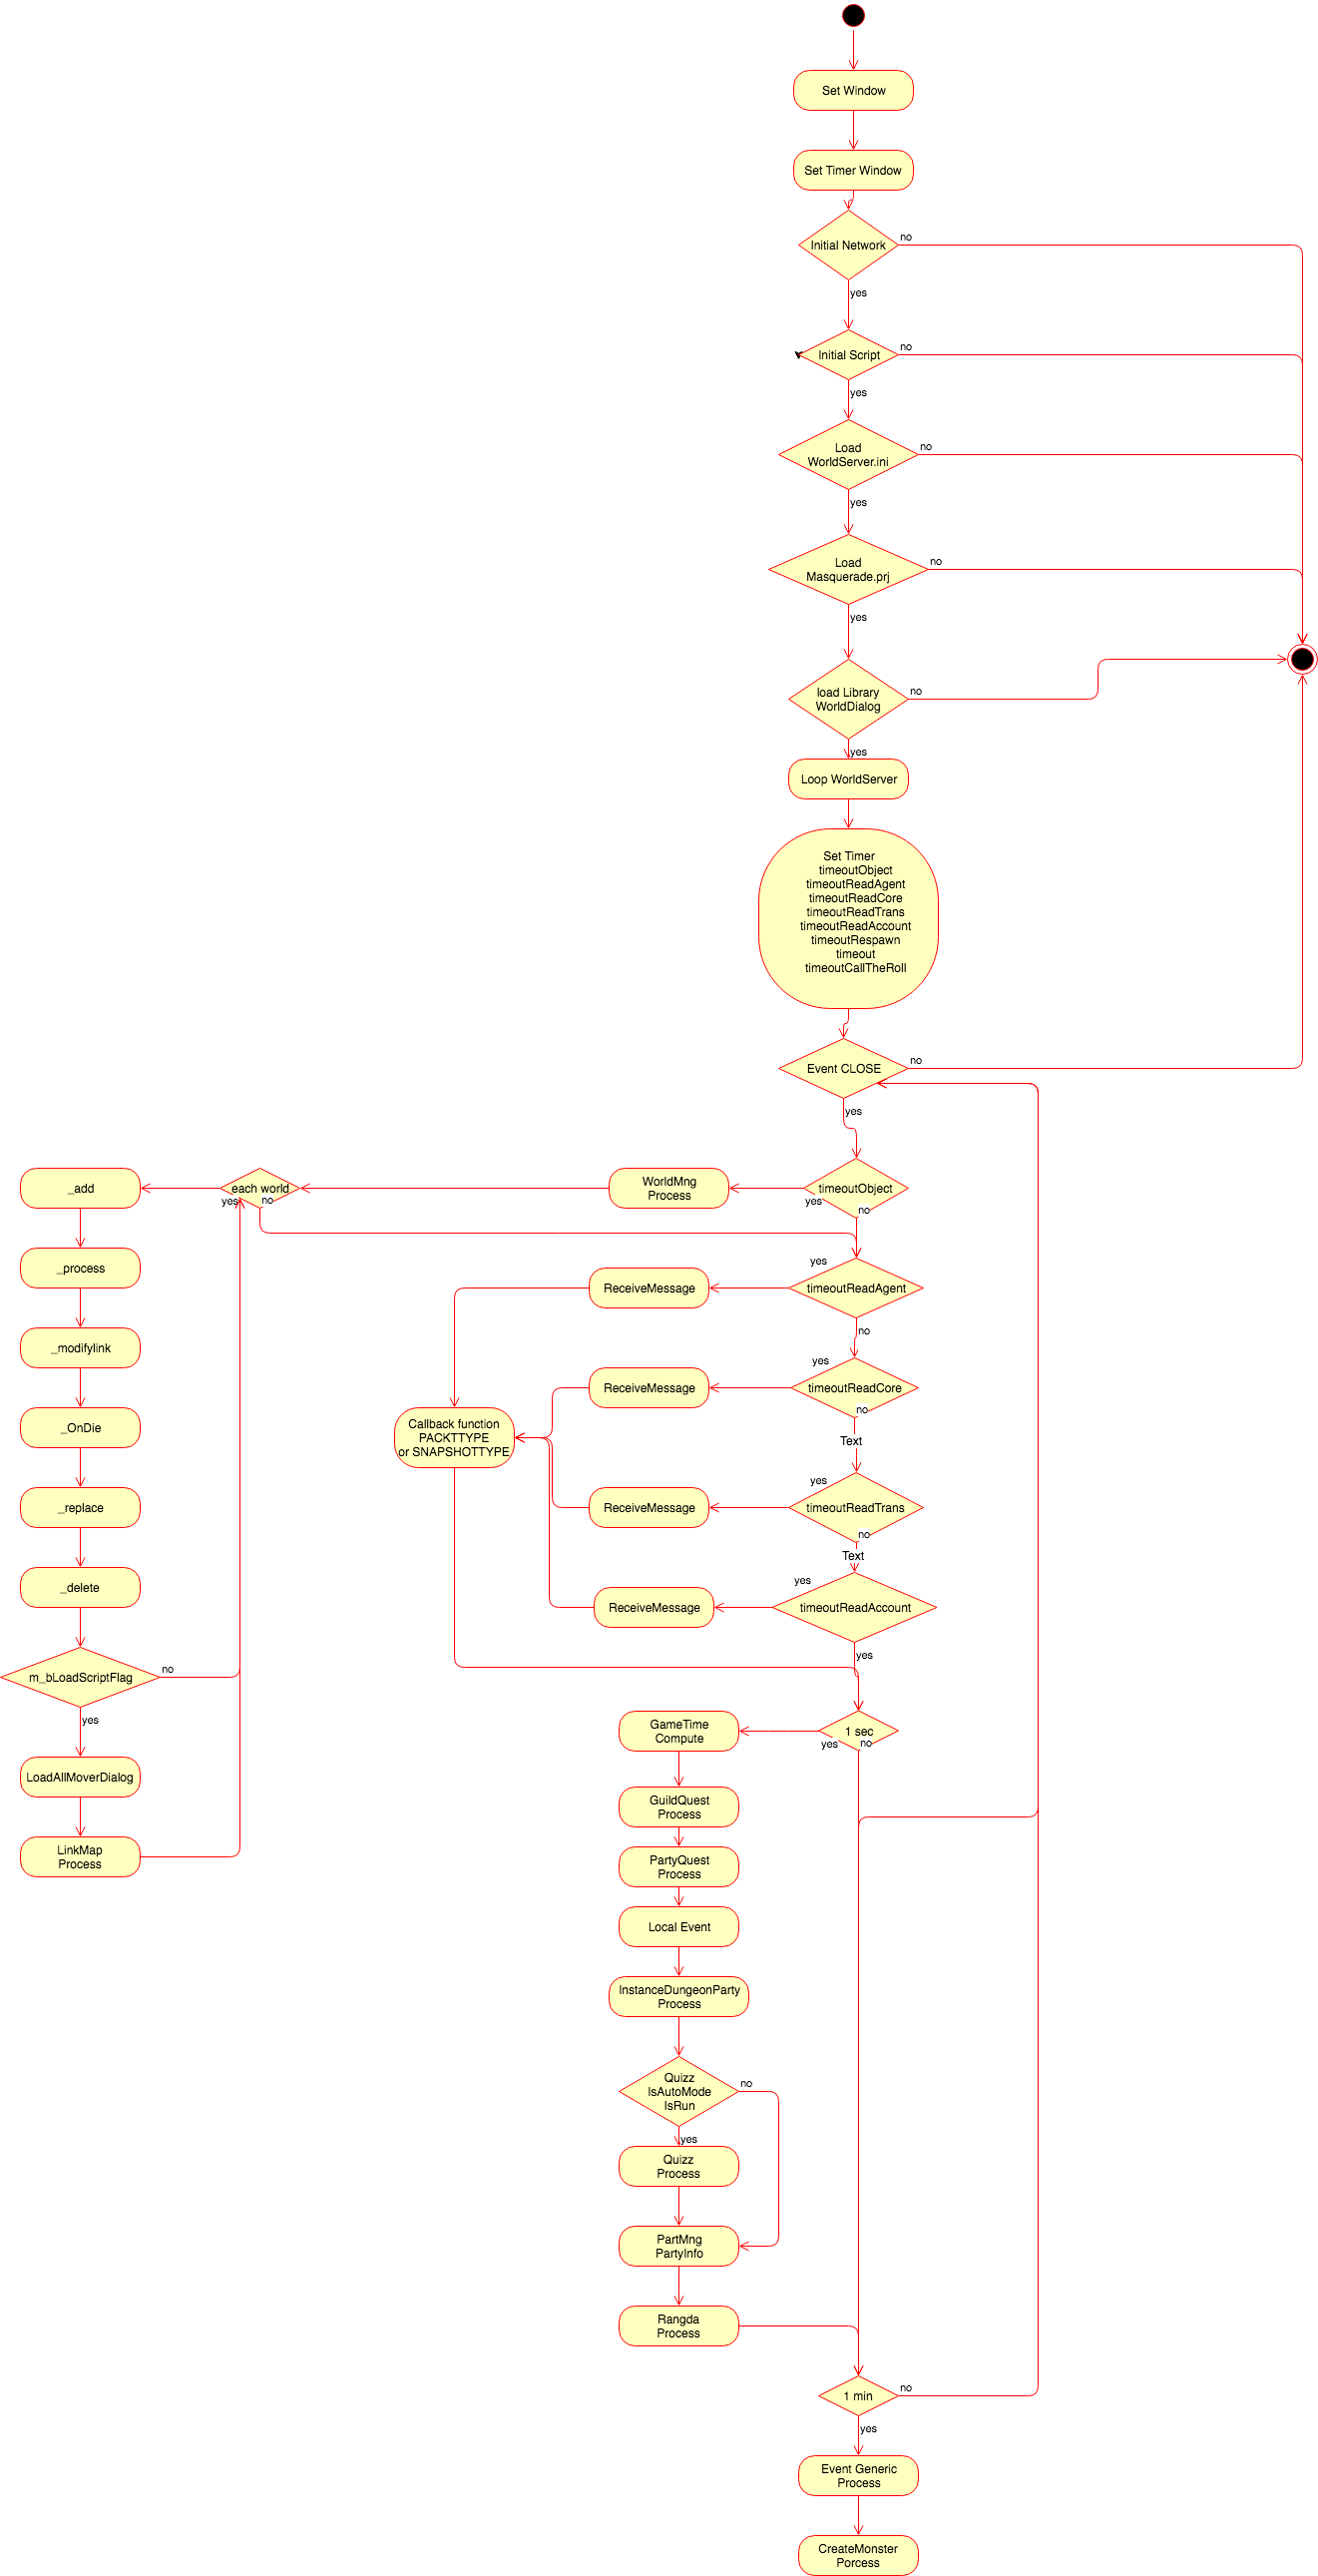 Set Window
Set Timer Window
Initial Network
no
yes
Initial Script
no
yes
Load
WorldServer.ini
no
yes
Load
Masquerade.prj
no
yes
load Library
WorldDialog
no
yes
Loop WorldServer
Set Timer
timeoutObject
timeoutReadAgent
timeoutReadCore
timeoutReadTrans
timeoutReadAccount
timeoutRespawn
timeout
timeoutCallTheRoll
Event CLOSE
no
yes
timeoutObject
yes
no
WorldMng
Process
each world
yes
no
_add
_process
_modifylink
_OnDie
_replace
_delete
m_bLoadScriptFlag
no
yes
LoadAllMoverDialog
LinkMap
Process
yes
timeoutReadAgent
no
ReceiveMessage
yes
timeoutReadCore
no
ReceiveMessage
Callback function
PACKTTYPE
or SNAPSHOTTYPE
Text
yes
timeoutReadTrans
no
ReceiveMessage
Text
yes
timeoutReadAccount
yes
ReceiveMessage
1 sec
yes
no
GameTime
Compute
GuildQuest
Process
PartyQuest
Process
Local Event
InstanceDungeonParty
Process
Quizz
IsAutoMode
IsRun
no
yes
Quizz
Process
PartMng
PartyInfo
Rangda
Process
1 min
no
yes
Event Generic
Process
CreateMonster
Porcess